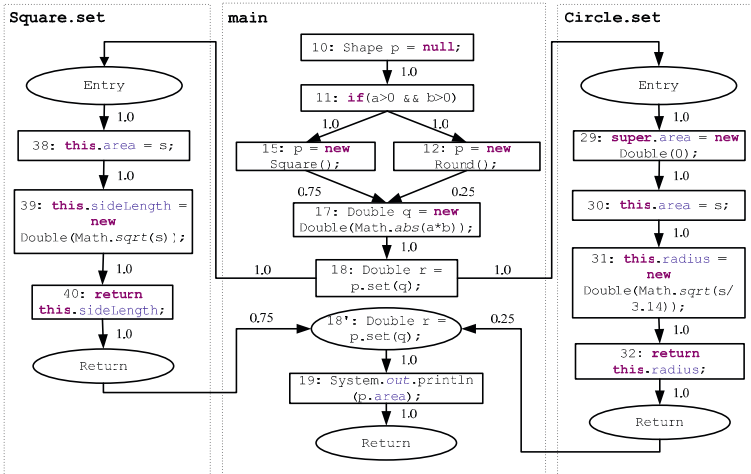 Square.set
Entry
1.0
38: this.area = s;
1.0
39: this.sideLength =
new
Double(Math.sqrt(s));
1.0
40: return
this.sideLength;
1.0
Return
main
10: Shape p = null;
1.0
11: if(a>0 && b>0)
1.0
1.0
15: p = new
Square();
12: p = new
Round();
0.75
0.25
17: Double q = new
Double(Math.abs(a*b));
1.0
1.0
18: Double r =
p.set(q);
1.0
0.75
18': Double r =
p.set(q);
0.25
1.0
19: System.out.println
(p.area);
1.0
Return
Circle.set
Entry
1.0
29: super.area = new
Double(0);
1.0
30: this.area = s;
1.0
31: this.radius =
new
Double(Math.sqrt(s/
3.14));
1.0
32: return
this.radius;
1.0
Return